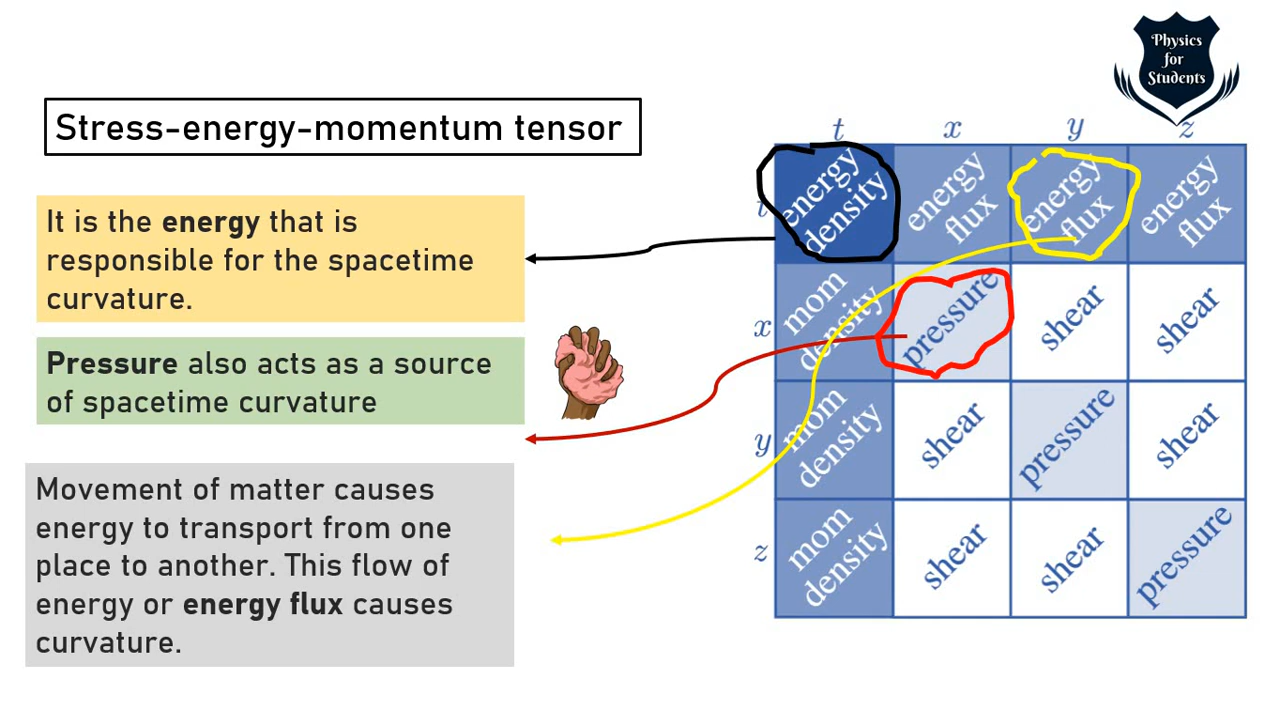 Physics
for
Students
Stress-energy-momentum tensor
It is the energy that is
responsible for the spacetime
curvature.
Pressure also acts as a source
of spacetime curvature
Movement of matter causes
energy to transport from one
place to another. This flow of
energy or energy flux causes
curvature.
t x y z
t energy density energy flux energy flux energy flux
x mom density pressure shear shear
y mom density shear pressure shear
z mom density shear shear pressure